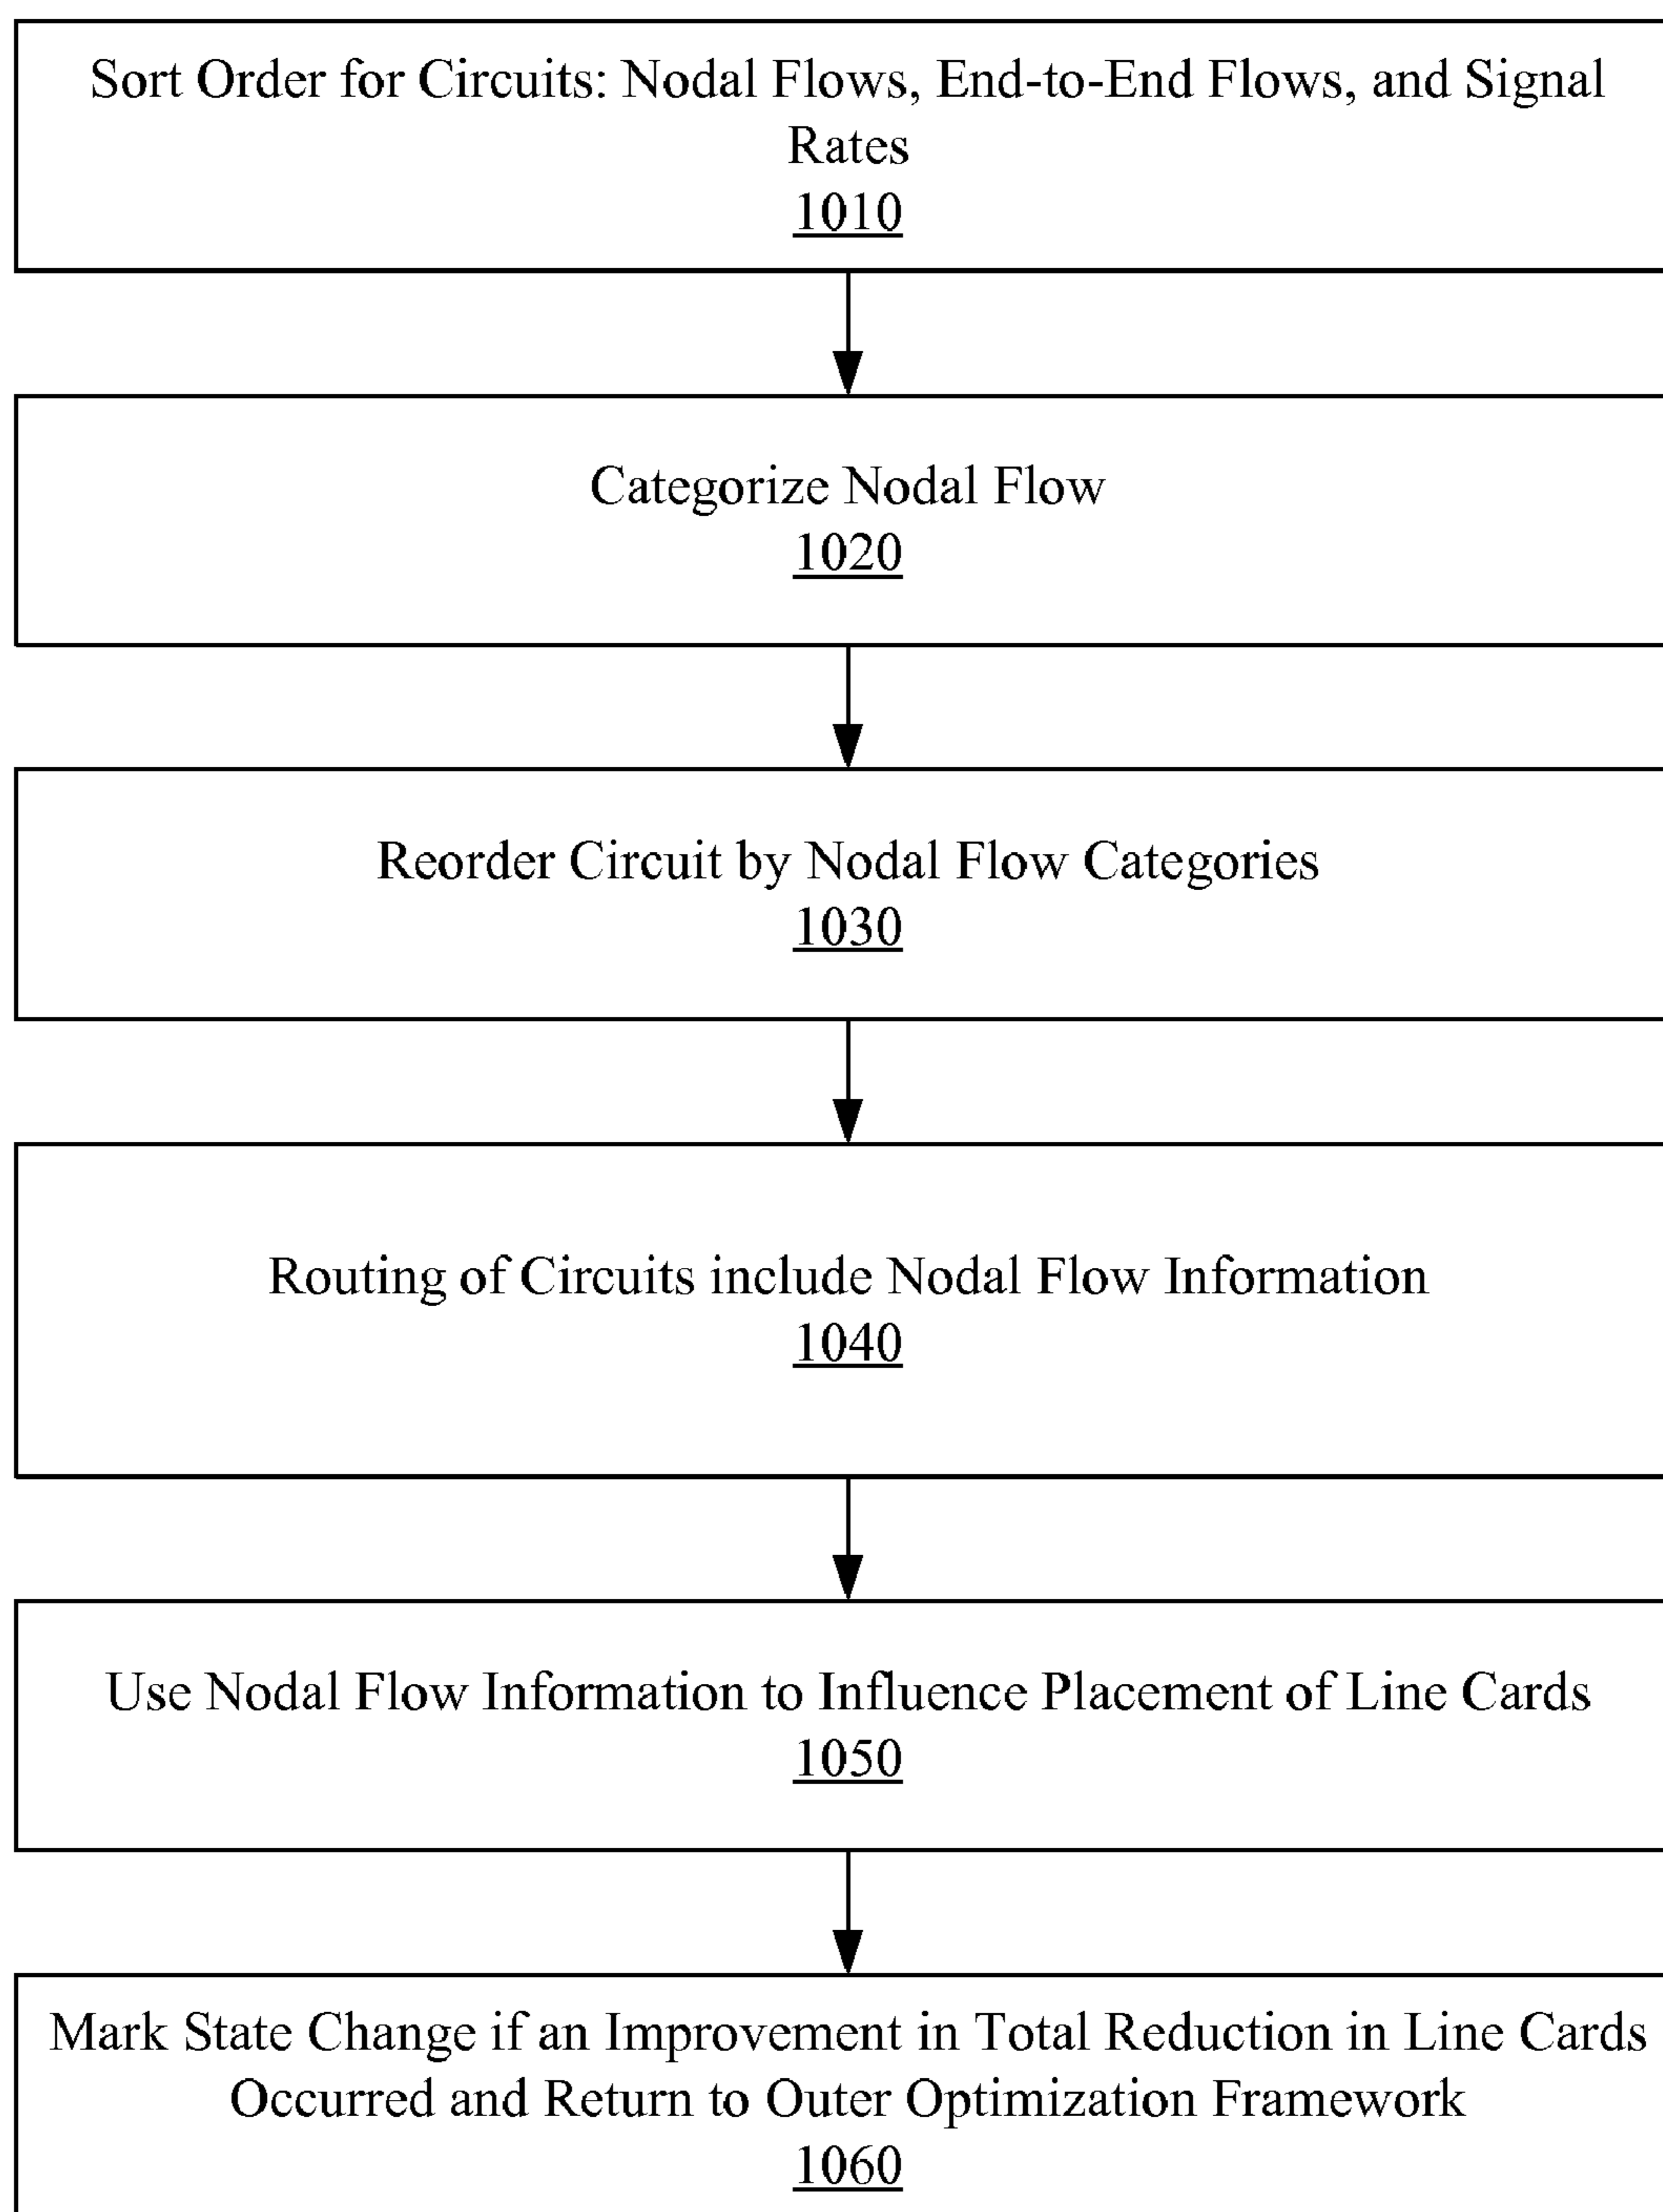 Sort Order for Circuits: Nodal Flows, End-to-End Flows, and Signal
Rates
1010
Categorize Nodal Flow
1020
Reorder Circuit by Nodal Flow Categories
1030
Routing of Circuits include Nodal Flow Information
1040
Use Nodal Flow Information to Influence Placement of Line Cards
1050
Mark State Change if an Improvement in Total Reduction in Line Cards
Occurred and Return to Outer Optimization Framework
1060